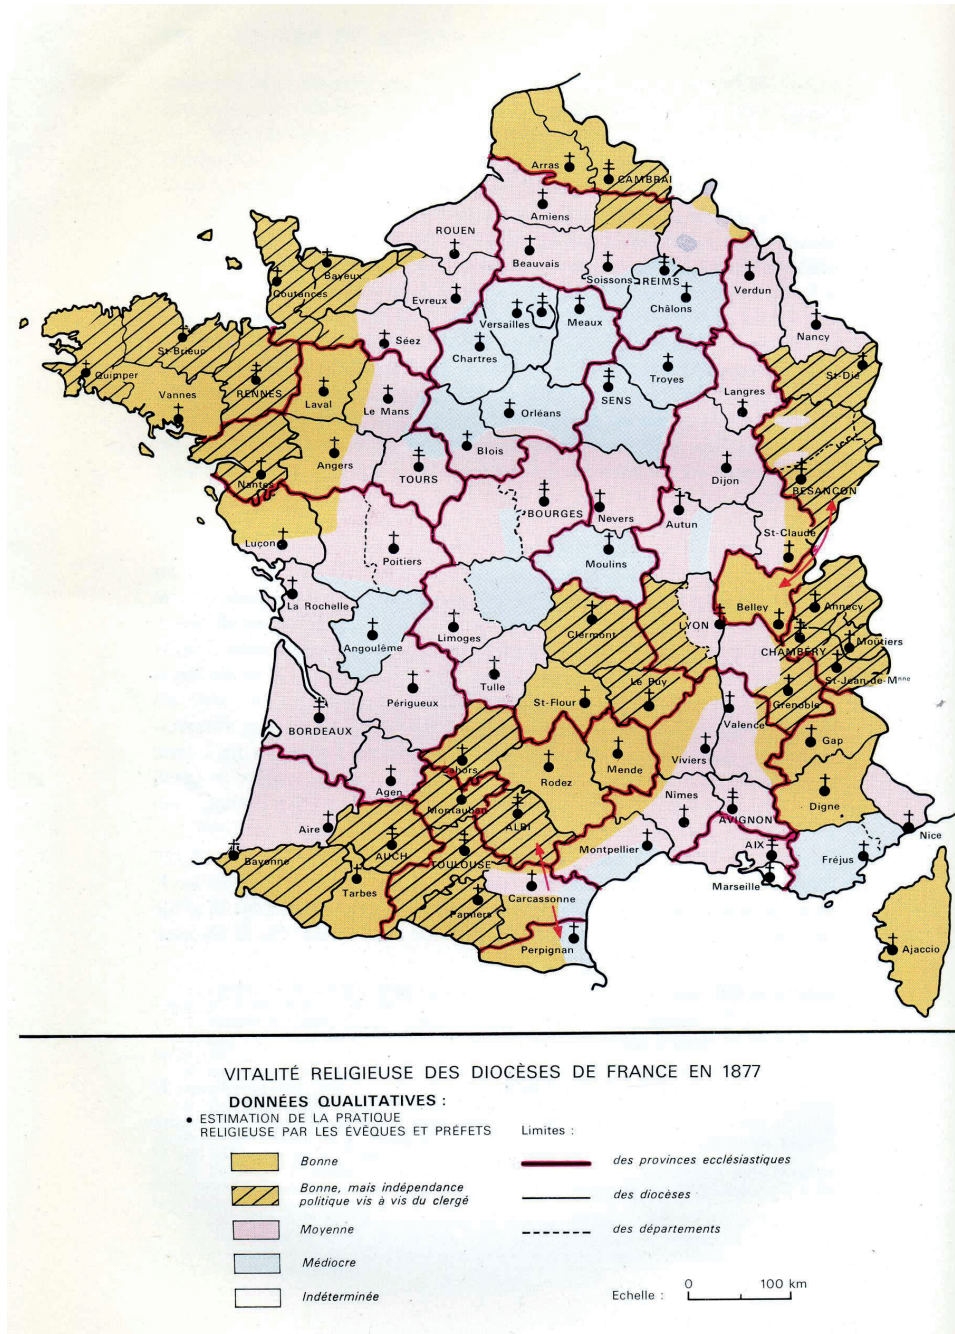 Arras
CAMBRAI
Amiens
ROUEN
Beauvais
Soissons
REIMS
Verdun
Bayeux
Coutances
Evreux
Versailles
Meaux
Châlons
Nancy
Séez
Chartres
St-Brieuc
Quimper
RENNES
Vannes
Laval
Le Mans
Orléans
SENS
Troyes
Langres
St-Dié
Blois
Angers
TOURS
Nantes
Dijon
BESANÇON
BOURGES
Nevers
Autun
St-Claude
Luçon
Poitiers
Moulins
La Rochelle
Belley
Annecy
Angoulême
Limoges
Clermont
LYON
CHAMBÉRY
Moûtiers
St-Jean-de-Mnne
Tulle
Périgueux
Le Puy
St-Flour
Grenoble
BORDEAUX
Valence
Gap
Viviers
Cahors
Rodez
Mende
Agen
Nîmes
Digne
Montauban
ALBI
AVIGNON
Aire
Nice
Montpellier
AIX
Fréjus
Bayonne
AUCH
TOULOUSE
Marseille
Tarbes
Pamiers
Carcassonne
Perpignan
Ajaccio
VITALITÉ RELIGIEUSE DES DIOCÈSES DE FRANCE EN 1877
DONNÉES QUALITATIVES :
ESTIMATION DE LA PRATIQUE
RELIGIEUSE PAR LES ÉVÊQUES ET PRÉFETS
Limites :
Bonne
des provinces ecclésiastiques
Bonne, mais indépendance
politique vis à vis du clergé
des diocèses
Moyenne
des départements
Médiocre
Indéterminée
Echelle :
0
100 km